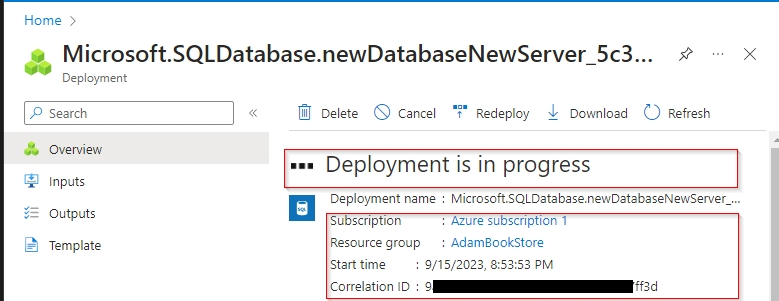 Home >
Microsoft.SQLDatabase.newDatabaseNewServer_5c3...
Deployment
Search
Delete Cancel Redeploy Download Refresh
Overview
Inputs
Outputs
Template
Deployment is in progress
SQL
Deployment name : Microsoft.SQLDatabase.newDatabaseNewServer_...
Subscription : Azure subscription 1
Resource group : AdamBookStore
Start time : 9/15/2023, 8:53:53 PM
Correlation ID : 9 ff3d